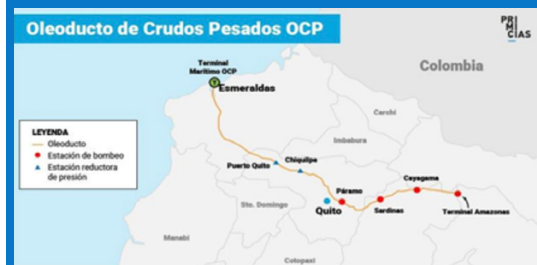 Oleoducto de Crudos Pesados OCP
PRI
MI
CIAS
Terminal
Marítimo OCP
Esmeraldas
Colombia
Carchi
Imbabura
LEYENDA
Oleoducto
Estación de bombeo
Estación reductora
de presión
Puerto Quito
Chiquilpe
Cayagama
Páramo
Sto. Domingo
Quito
Sardinas
Terminal Amazonas
Manabí
Cotopaxi